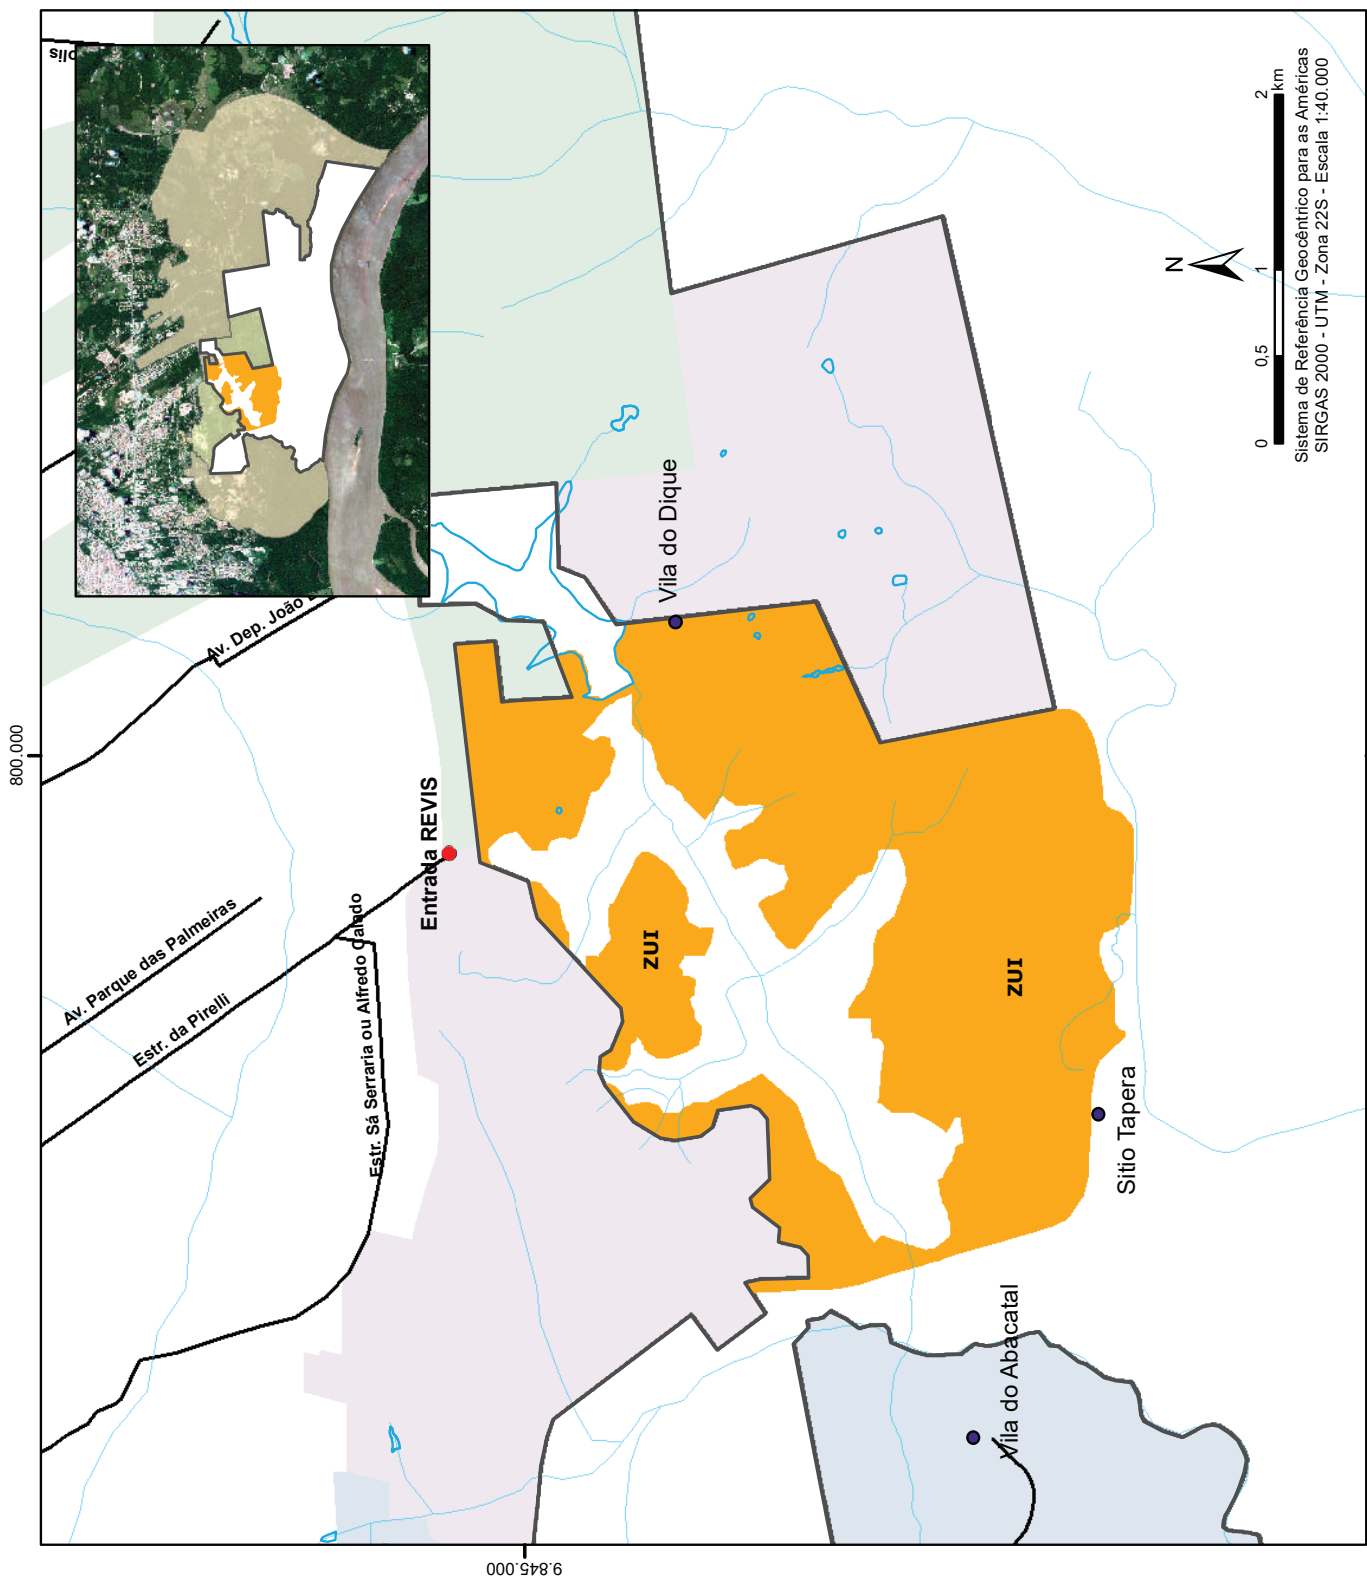 800.000
9.845.000
Av. Dep. João
Av. Parque das Palmeiras
Estr. da Pirelli
Estr. Sá Serraria ou Alfredo Calado
Entrada REVIS
Vila do Dique
ZUI
ZUI
Sitio Tapera
Vila do Abacatal
N
0 0,5 1 2
km
Sistema de Referência Geocêntrico para as Américas
SIRGAS 2000 - UTM - Zona 22S - Escala 1:40.000